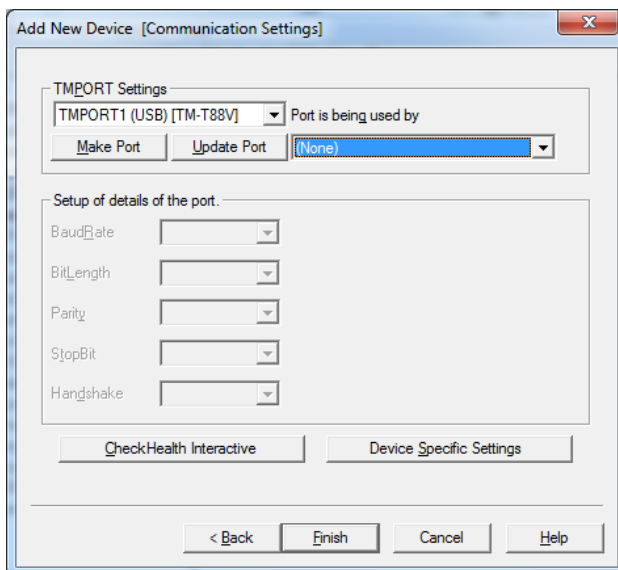 Add New Device [Communication Settings]
TMPORT Settings
TMPORT1 (USB) [TM-T88V] Port is being used by
Make Port Update Port (None)
Setup of details of the port.
BaudRate
BitLength
Parity
StopBit
Handshake
CheckHealth Interactive Device Specific Settings
< Back Finish Cancel Help